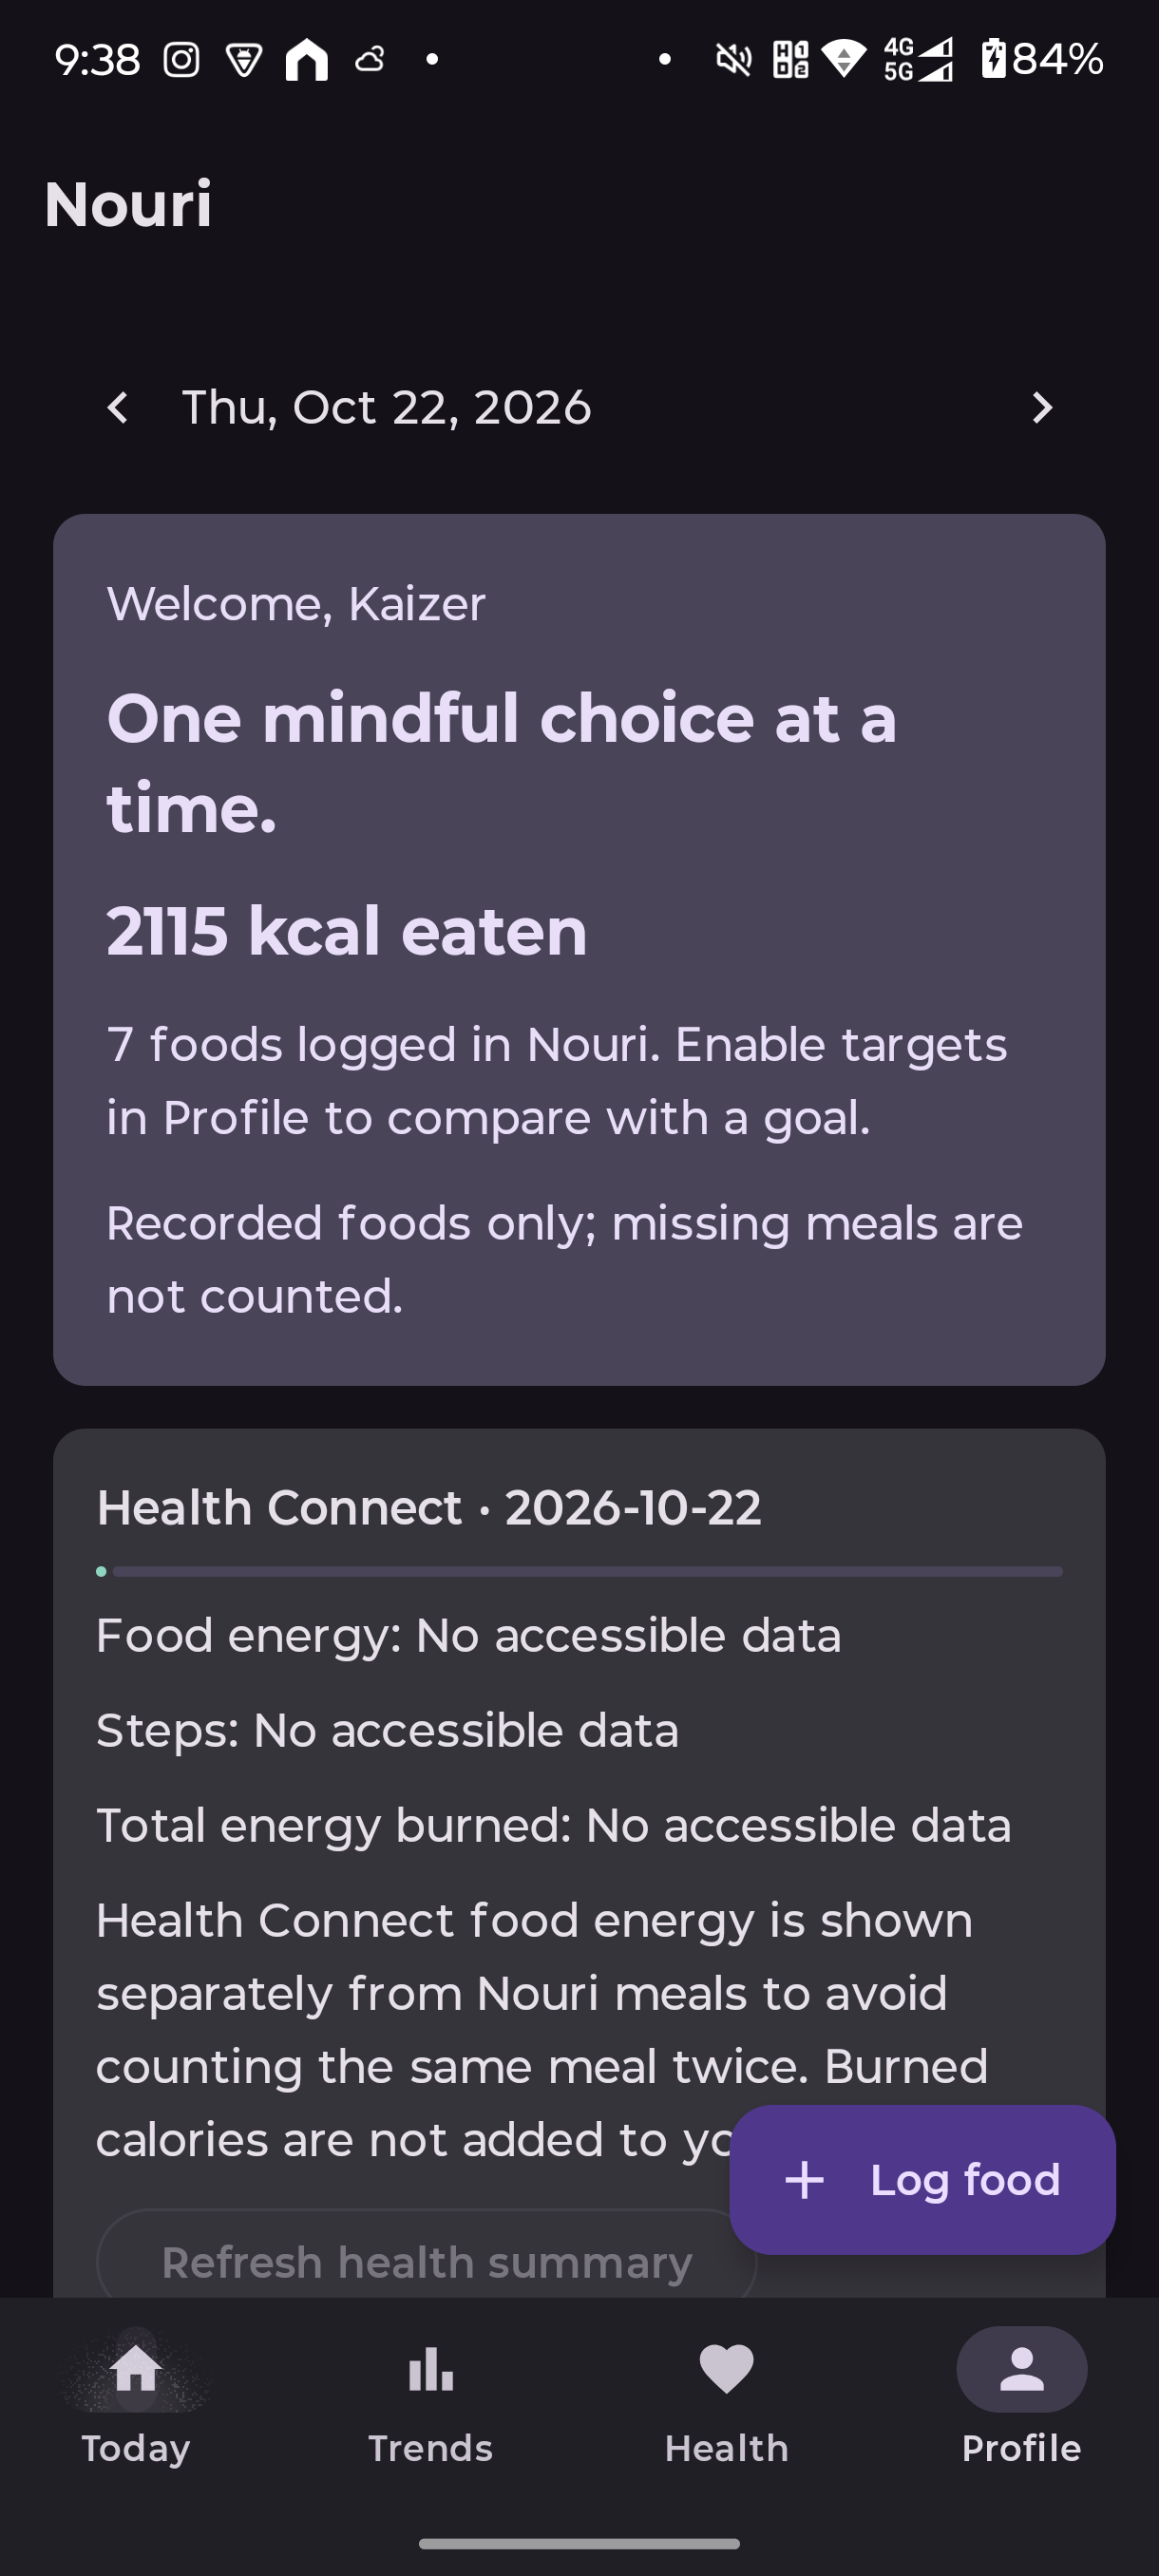 9:38
4G
5G
84%
Nouri
Thu, Oct 22, 2026
Welcome, Kaizer
One mindful choice at a
time.
2115 kcal eaten
7 foods logged in Nouri. Enable targets
in Profile to compare with a goal.
Recorded foods only; missing meals are
not counted.
Health Connect · 2026-10-22
Food energy: No accessible data
Steps: No accessible data
Total energy burned: No accessible data
Health Connect food energy is shown
separately from Nouri meals to avoid
counting the same meal twice. Burned
calories are not added to
Log food
Refresh health summary
Today
Trends
Health
Profile